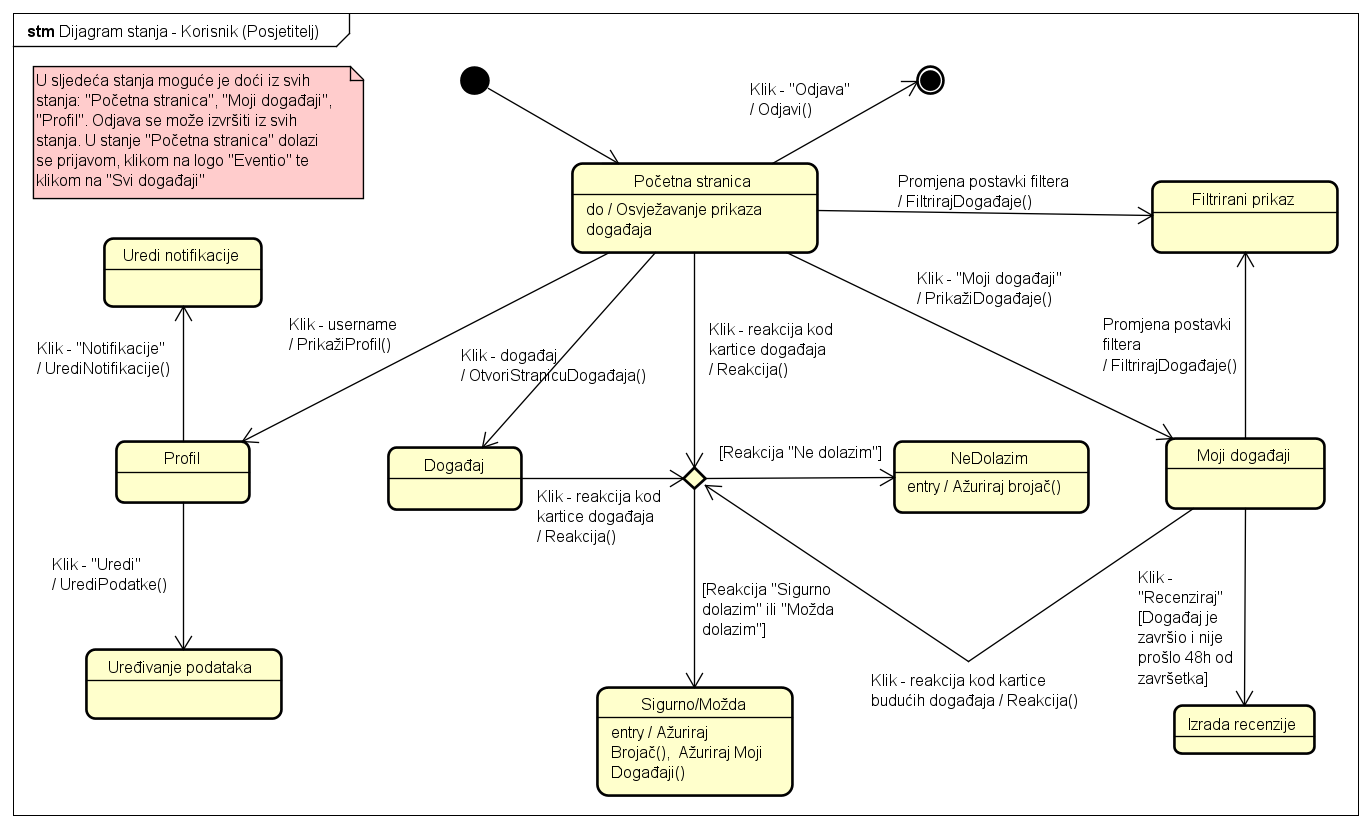 stm Dijagram stanja - Korisnik (Posjetitelj)
U sljedeća stanja moguće je doći iz svih
stanja: "Početna stranica", "Moji događaji",
"Profil". Odjava se može izvršiti iz svih
stanja. U stanje "Početna stranica" dolazi
se prijavom, klikom na logo "Eventio" te
klikom na "Svi događaji"
Klik - "Odjava"
/ Odjavi()
Početna stranica
do / Osvježavanje prikaza
događaja
Promjena postavki filtera
/ FiltrirajDogađaje()
Filtrirani prikaz
Uredi notifikacije
Klik - "Moji događaji"
/ PrikažiDogađaje()
Klik - username
/ PrikažiProfil()
Klik - reakcija kod
kartice događaja
/ Reakcija()
Promjena postavki
filtera
/ FiltrirajDogađaje()
Klik - "Notifikacije"
/ UrediNotifikacije()
Klik - događaj
/ OtvoriStranicuDogađaja()
Profil
Događaj
[Reakcija "Ne dolazim"]
NeDolazim
entry / Ažuriraj brojač()
Moji događaji
Klik - reakcija kod
kartice događaja
/ Reakcija()
Klik - "Uredi"
/ UrediPodatke()
[Reakcija "Sigurno
dolazim" ili "Možda
dolazim"]
Klik -
"Recenziraj"
[Događaj je
završio i nije
prošlo 48h od
završetka]
Uređivanje podataka
Klik - reakcija kod kartice
budućih događaja / Reakcija()
Sigurno/Možda
entry / Ažuriraj
Brojač(),  Ažuriraj Moji
Događaji()
Izrada recenzije